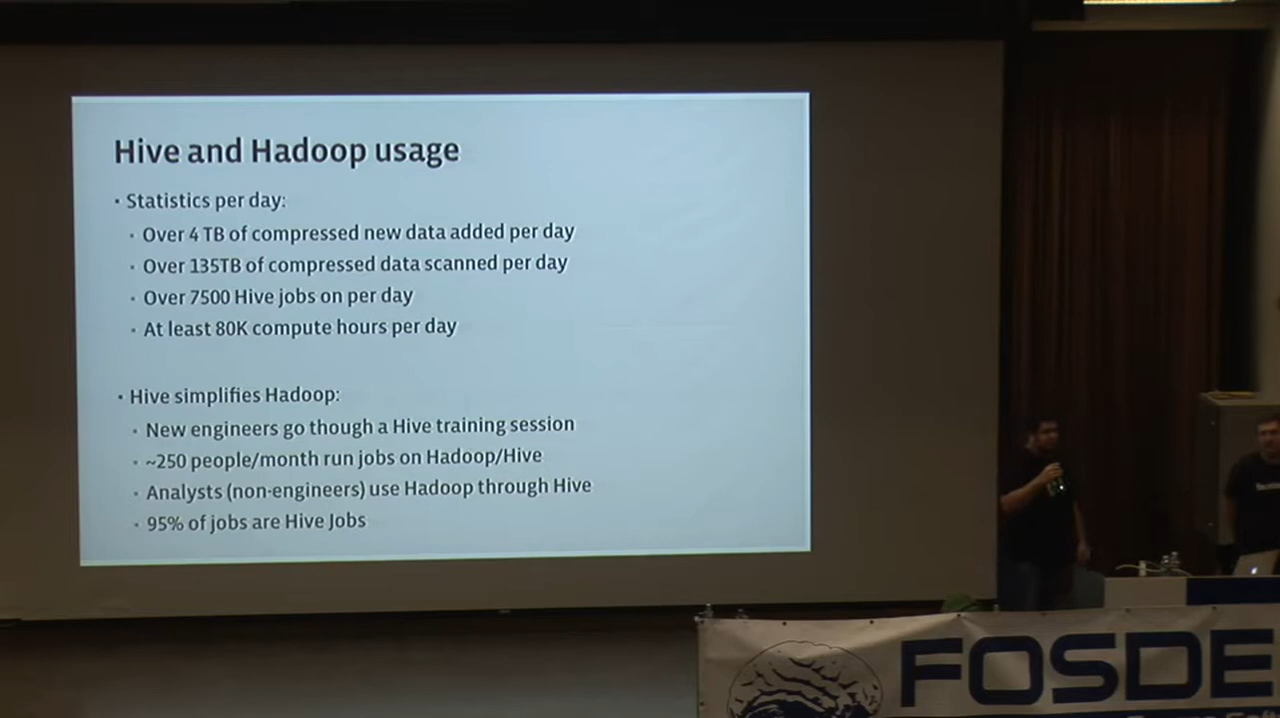 Hive and Hadoop usage
• Statistics per day:
• Over 4 TB of compressed new data added per day
• Over 135TB of compressed data scanned per day
• Over 7500 Hive jobs on per day
• At least 80K compute hours per day
• Hive simplifies Hadoop:
• New engineers go though a Hive training session
• ~250 people/month run jobs on Hadoop/Hive
• Analysts (non-engineers) use Hadoop through Hive
• 95% of jobs are Hive Jobs
FOSDE